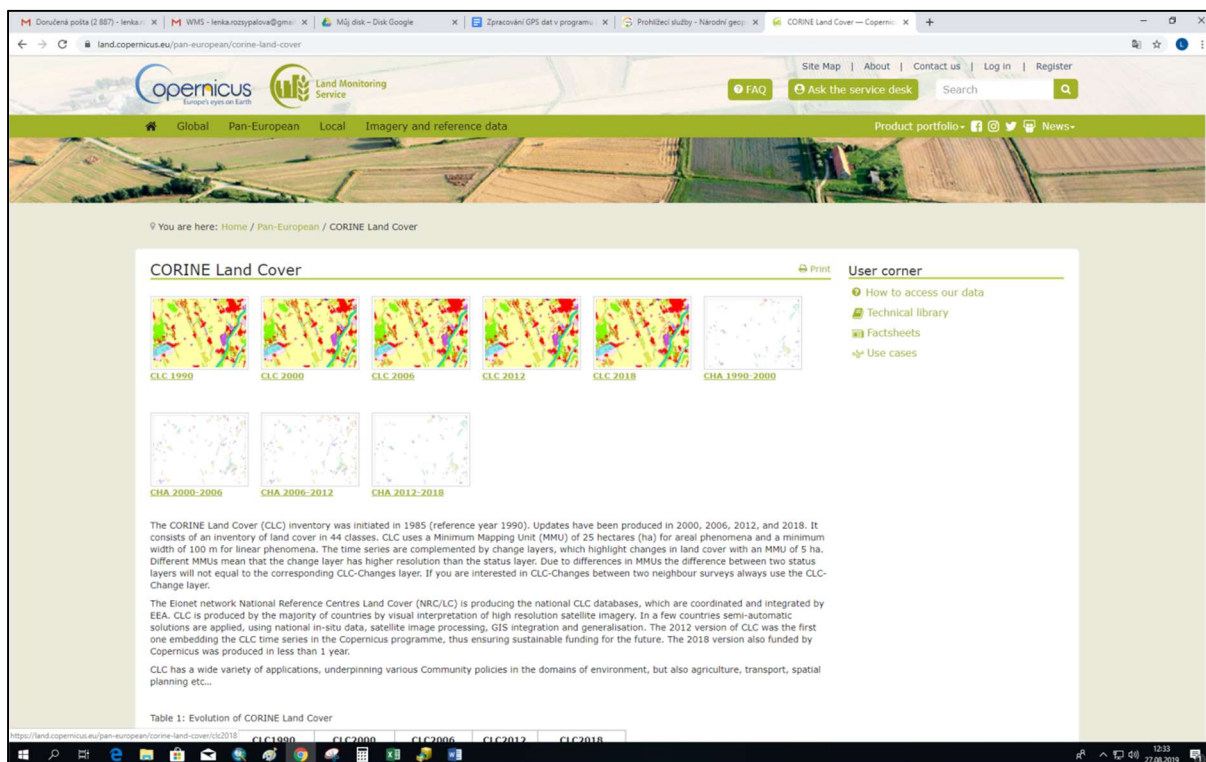 Doručená pošta (2 887) - lenka.r
WMS - lenka.rozsypalova@gmai
Můj disk – Disk Google
Zpracování GPS dat v programu
Prohlížecí služby - Národní geop
CORINE Land Cover — Copernic
land.copernicus.eu/pan-european/corine-land-cover
L
Site Map | About | Contact us | Log in | Register
Copernicus
Europe's eyes on Earth
Land Monitoring
Service
FAQ
Ask the service desk
Search
Global Pan-European Local Imagery and reference data
Product portfolio
News
You are here: Home / Pan-European / CORINE Land Cover
CORINE Land Cover
Print
CLC 1990 CLC 2000 CLC 2006 CLC 2012 CLC 2018 CHA 1990-2000
CHA 2000-2006 CHA 2006-2012 CHA 2012-2018
The CORINE Land Cover (CLC) inventory was initiated in 1985 (reference year 1990). Updates have been produced in 2000, 2006, 2012, and 2018. It
consists of an inventory of land cover in 44 classes. CLC uses a Minimum Mapping Unit (MMU) of 25 hectares (ha) for areal phenomena and a minimum
width of 100 m for linear phenomena. The time series are complemented by change layers, which highlight changes in land cover with an MMU of 5 ha.
Different MMUs mean that the change layer has higher resolution than the status layer. Due to differences in MMUs the difference between two status
layers will not equal to the corresponding CLC-Changes layer. If you are interested in CLC-Changes between two neighbour surveys always use the CLC-
Change layer.
The Eionet network National Reference Centres Land Cover (NRC/LC) is producing the national CLC databases, which are coordinated and integrated by
EEA. CLC is produced by the majority of countries by visual interpretation of high resolution satellite imagery. In a few countries semi-automatic
solutions are applied, using national in-situ data, satellite image processing, GIS integration and generalisation. The 2012 version of CLC was the first
one embedding the CLC time series in the Copernicus programme, thus ensuring sustainable funding for the future. The 2018 version also funded by
Copernicus was produced in less than 1 year.
CLC has a wide variety of applications, underpinning various Community policies in the domains of environment, but also agriculture, transport, spatial
planning etc...
Table 1: Evolution of CORINE Land Cover
CLC1990 CLC2000 CLC2006 CLC2012 CLC2018
User corner
How to access our data
Technical library
Factsheets
Use cases
https://land.copernicus.eu/pan-european/corine-land-cover/clc2018
12:33
27.08.2019